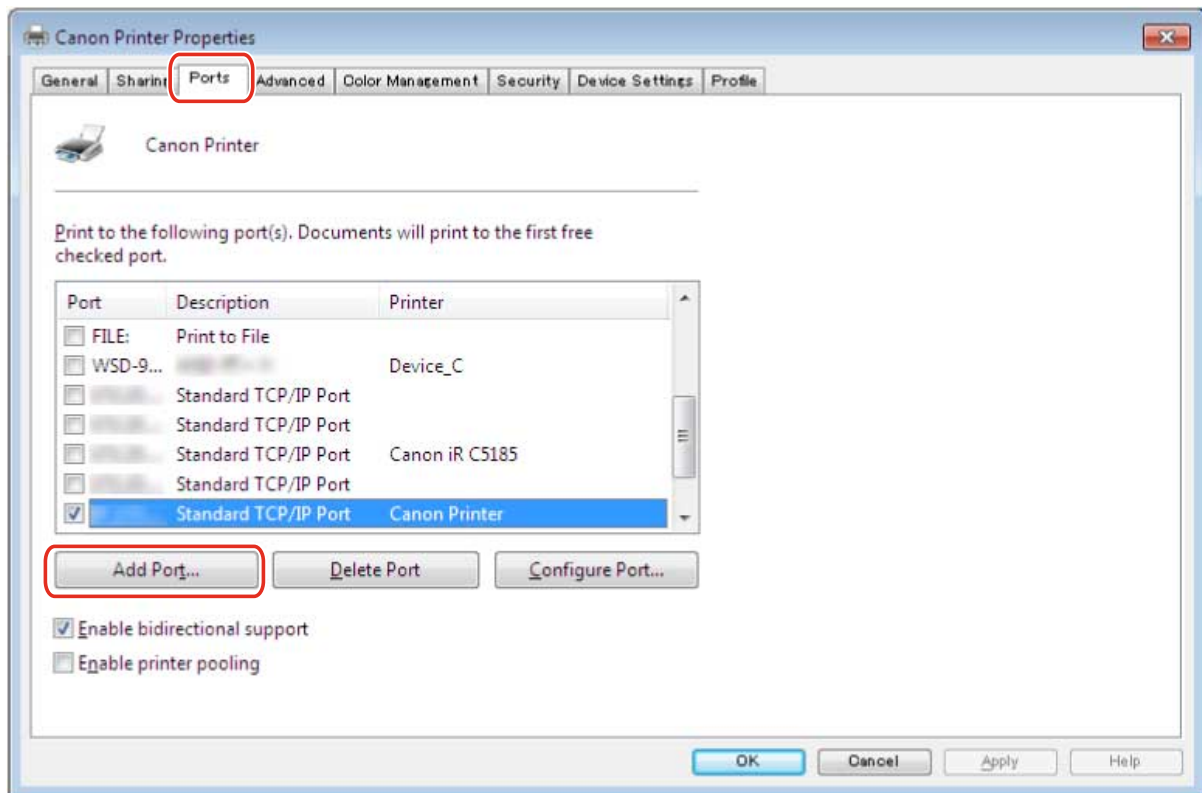 Canon Printer Properties
General Sharing Ports Advanced Color Management Security Device Settings Profile
Canon Printer
Print to the following port(s). Documents will print to the first free
checked port.
Port Description Printer
FILE: Print to File
WSD-9... Device_C
Standard TCP/IP Port
Standard TCP/IP Port
Standard TCP/IP Port Canon iR C5185
Standard TCP/IP Port
Standard TCP/IP Port Canon Printer
Add Port... Delete Port Configure Port...
Enable bidirectional support
Enable printer pooling
OK Cancel Apply Help